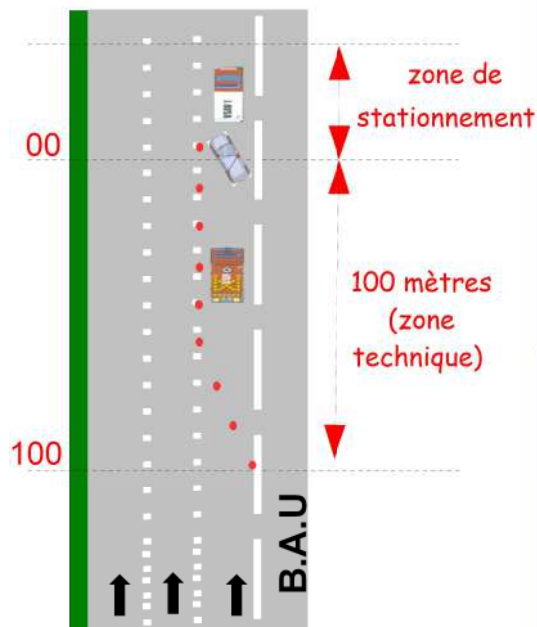 zone de
stationnement
00
100 mètres
(zone
technique)
100
B.A.U